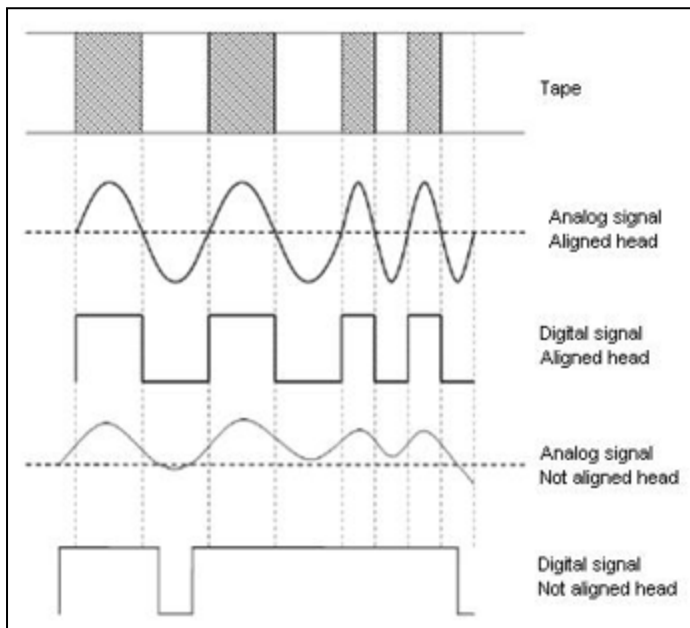 Tape
Analog signal
Aligned head
Digital signal
Aligned head
Analog signal
Not aligned head
Digital signal
Not aligned head